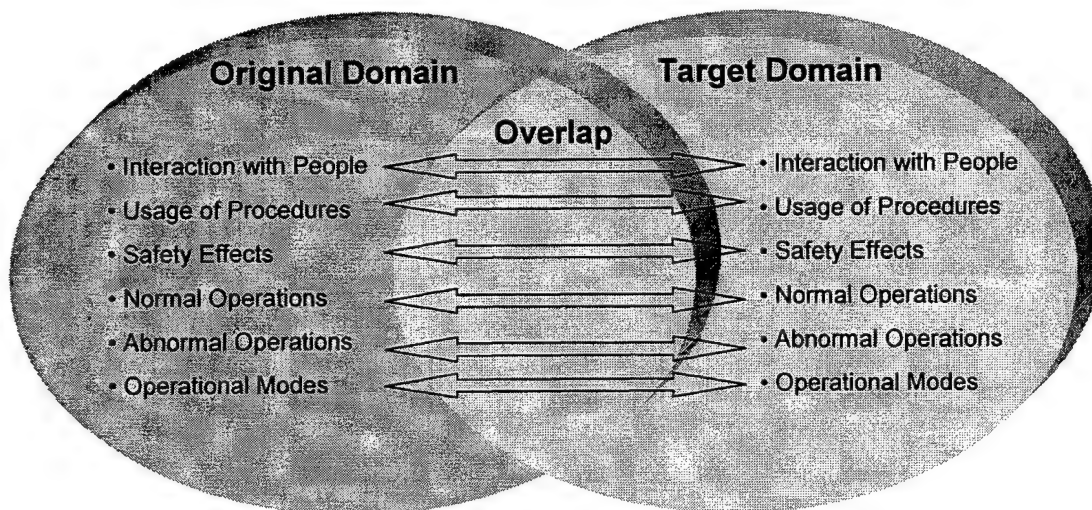 Original Domain
Target Domain
Overlap
• Interaction with People
• Usage of Procedures
• Safety Effects
• Normal Operations
• Abnormal Operations
• Operational Modes
• Interaction with People
• Usage of Procedures
• Safety Effects
• Normal Operations
• Abnormal Operations
• Operational Modes